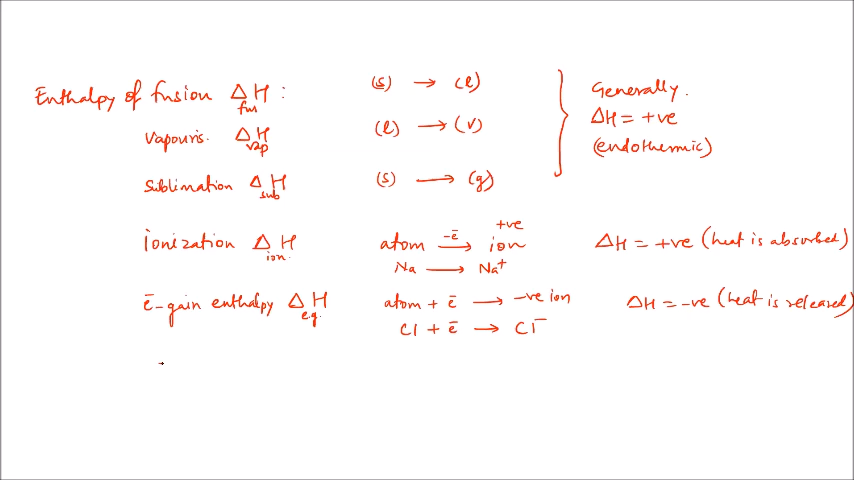 Enthalpy of fusion ΔH fus : (s) → (l)
Vapouris. ΔH vap (l) → (v)
Sublimation ΔH sub (s) → (g)
Generally.
ΔH = +ve
(endothermic)
Ionization ΔH ion. atom -e̅→ +ve ion ΔH = +ve (heat is absorbed)
Na → Na⁺
e̅-gain enthalpy ΔH e.g. atom + e̅ → -ve ion ΔH = -ve (heat is released)
Cl + e̅ → Cl⁻